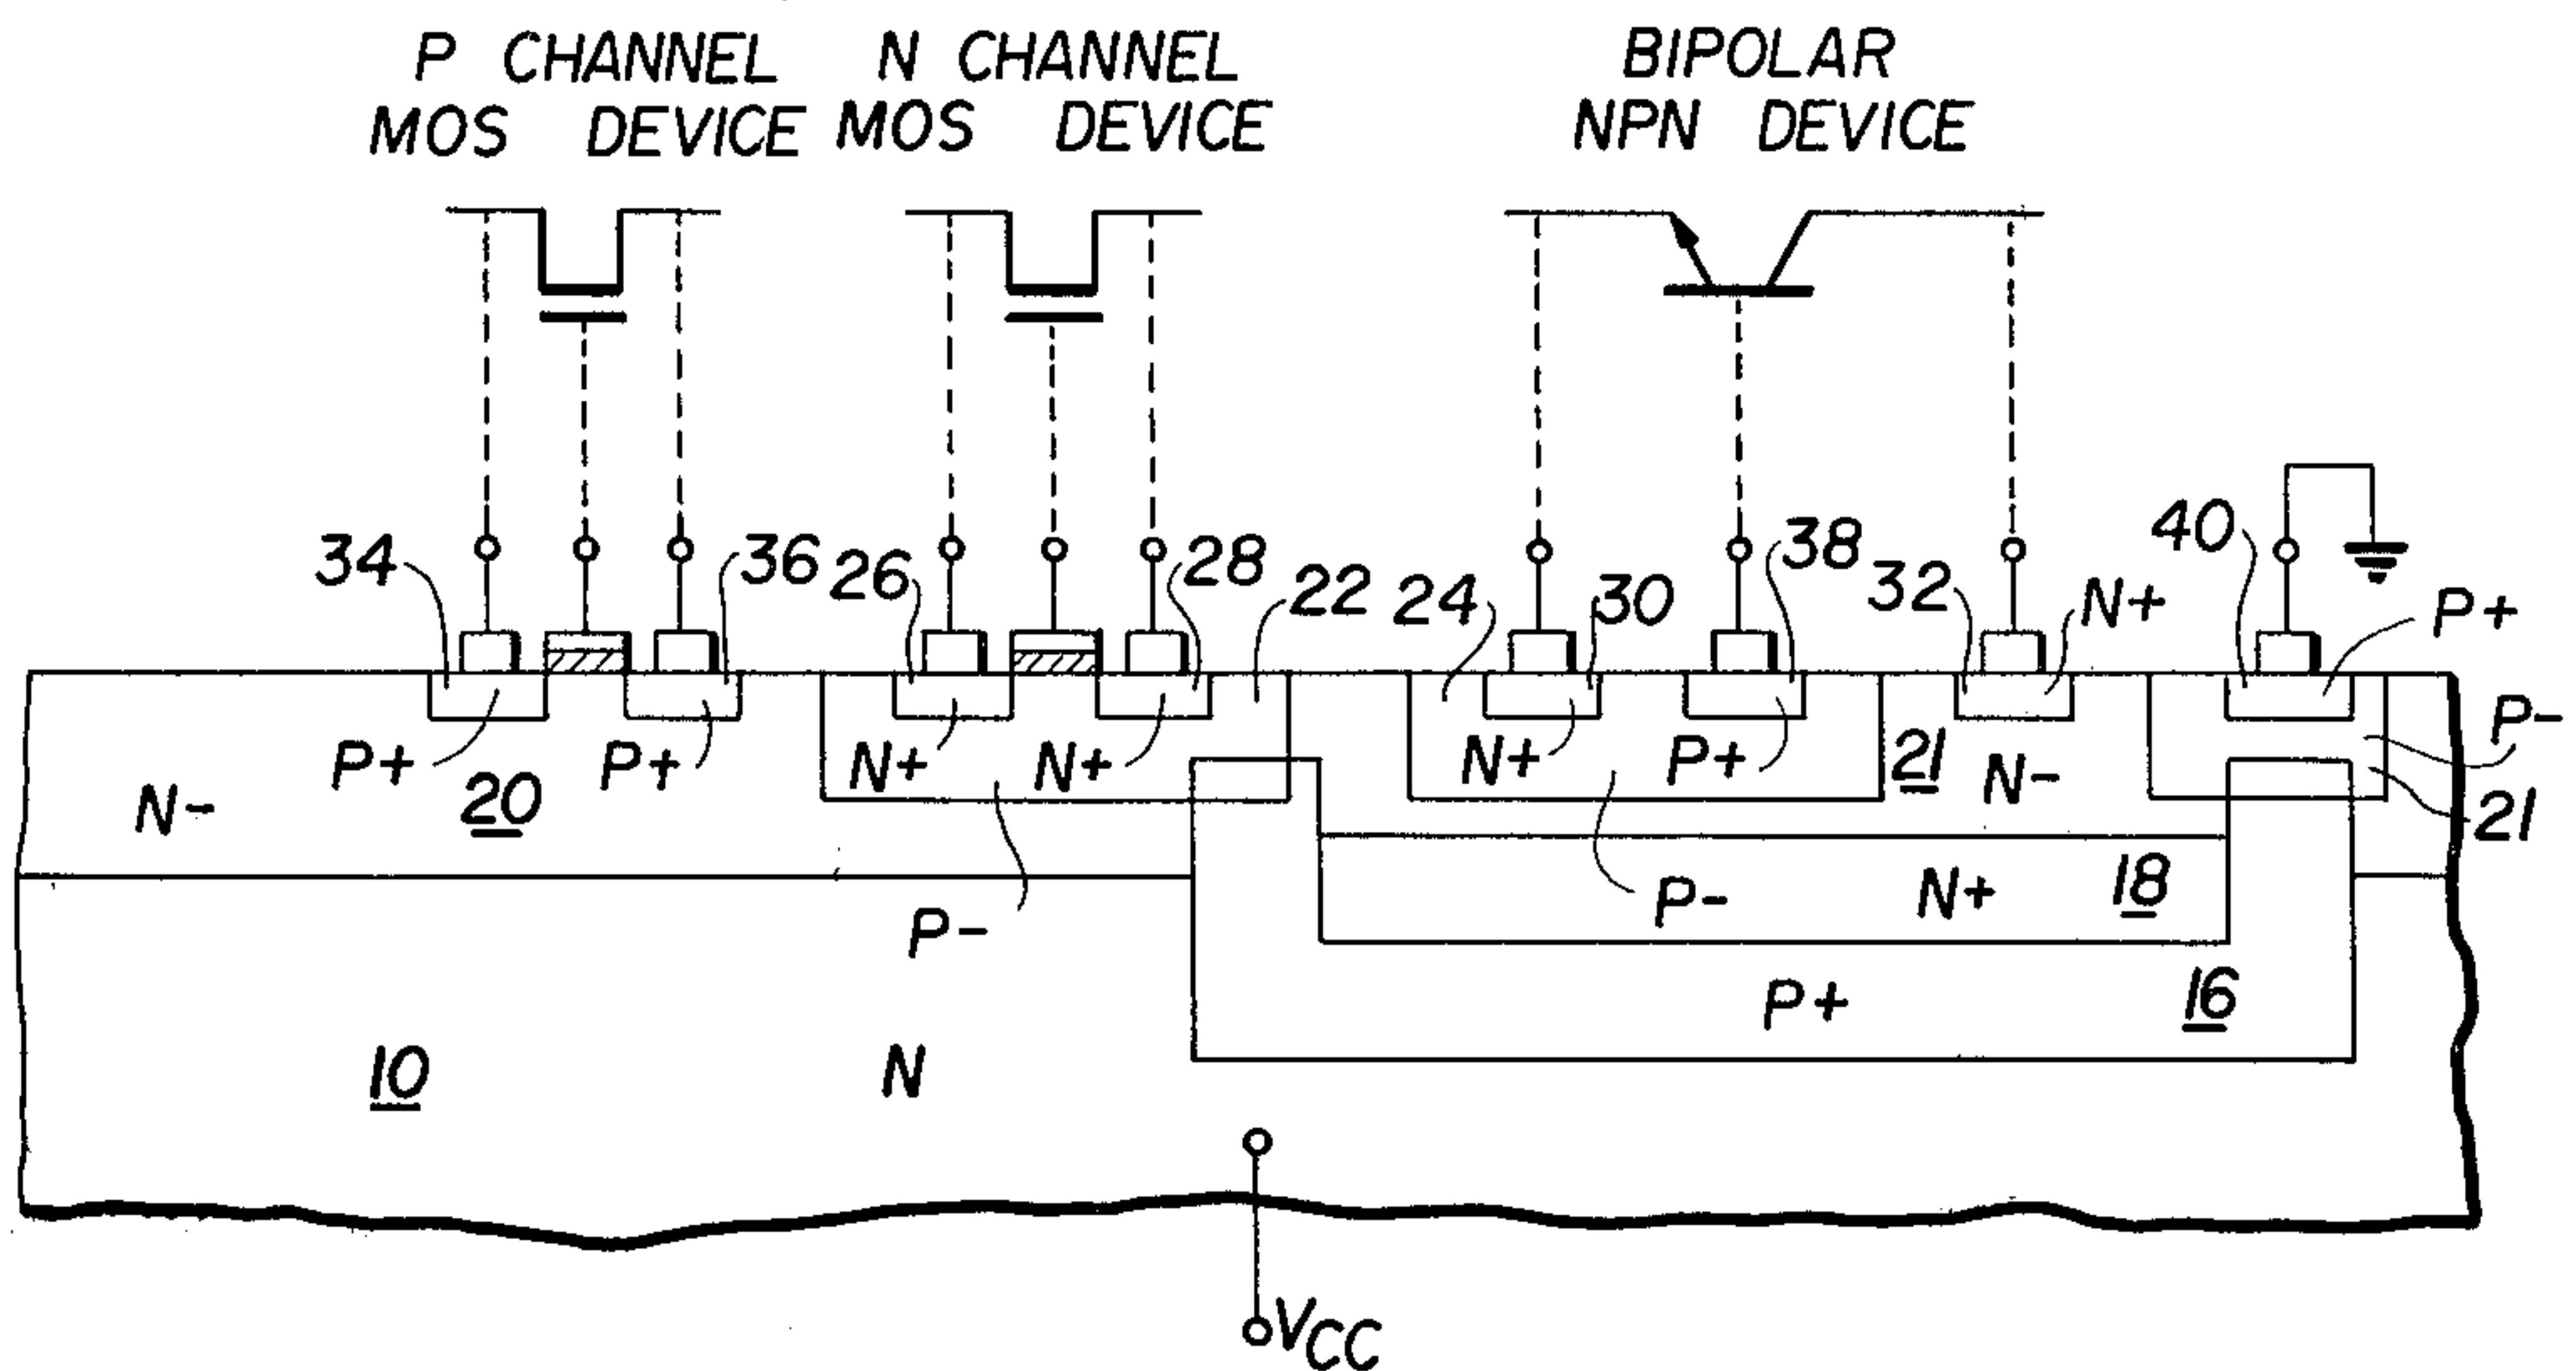 P CHANNEL
MOS DEVICE
N CHANNEL
MOS DEVICE
BIPOLAR
NPN DEVICE
34
36
26
28
22
24
30
38
32
N+
40
P+
P-
21
N-
P+
20
P+
N+
N+
P-
N+
P+
P-
21
N-
N+
18
P+
16
10
N
VCC